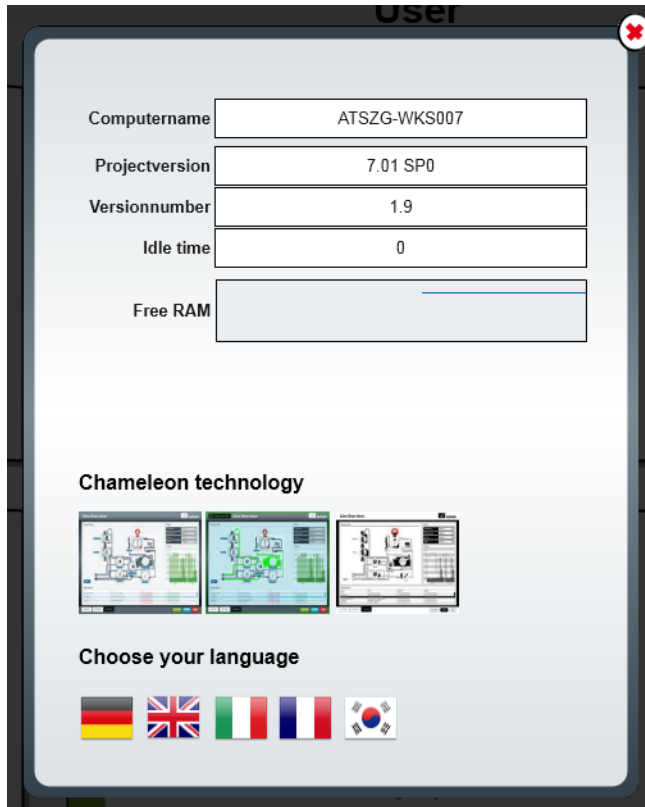 User
Computername
ATSZG-WKS007
Projectversion
7.01 SP0
Versionnumber
1.9
Idle time
0
Free RAM
Chameleon technology
Choose your language